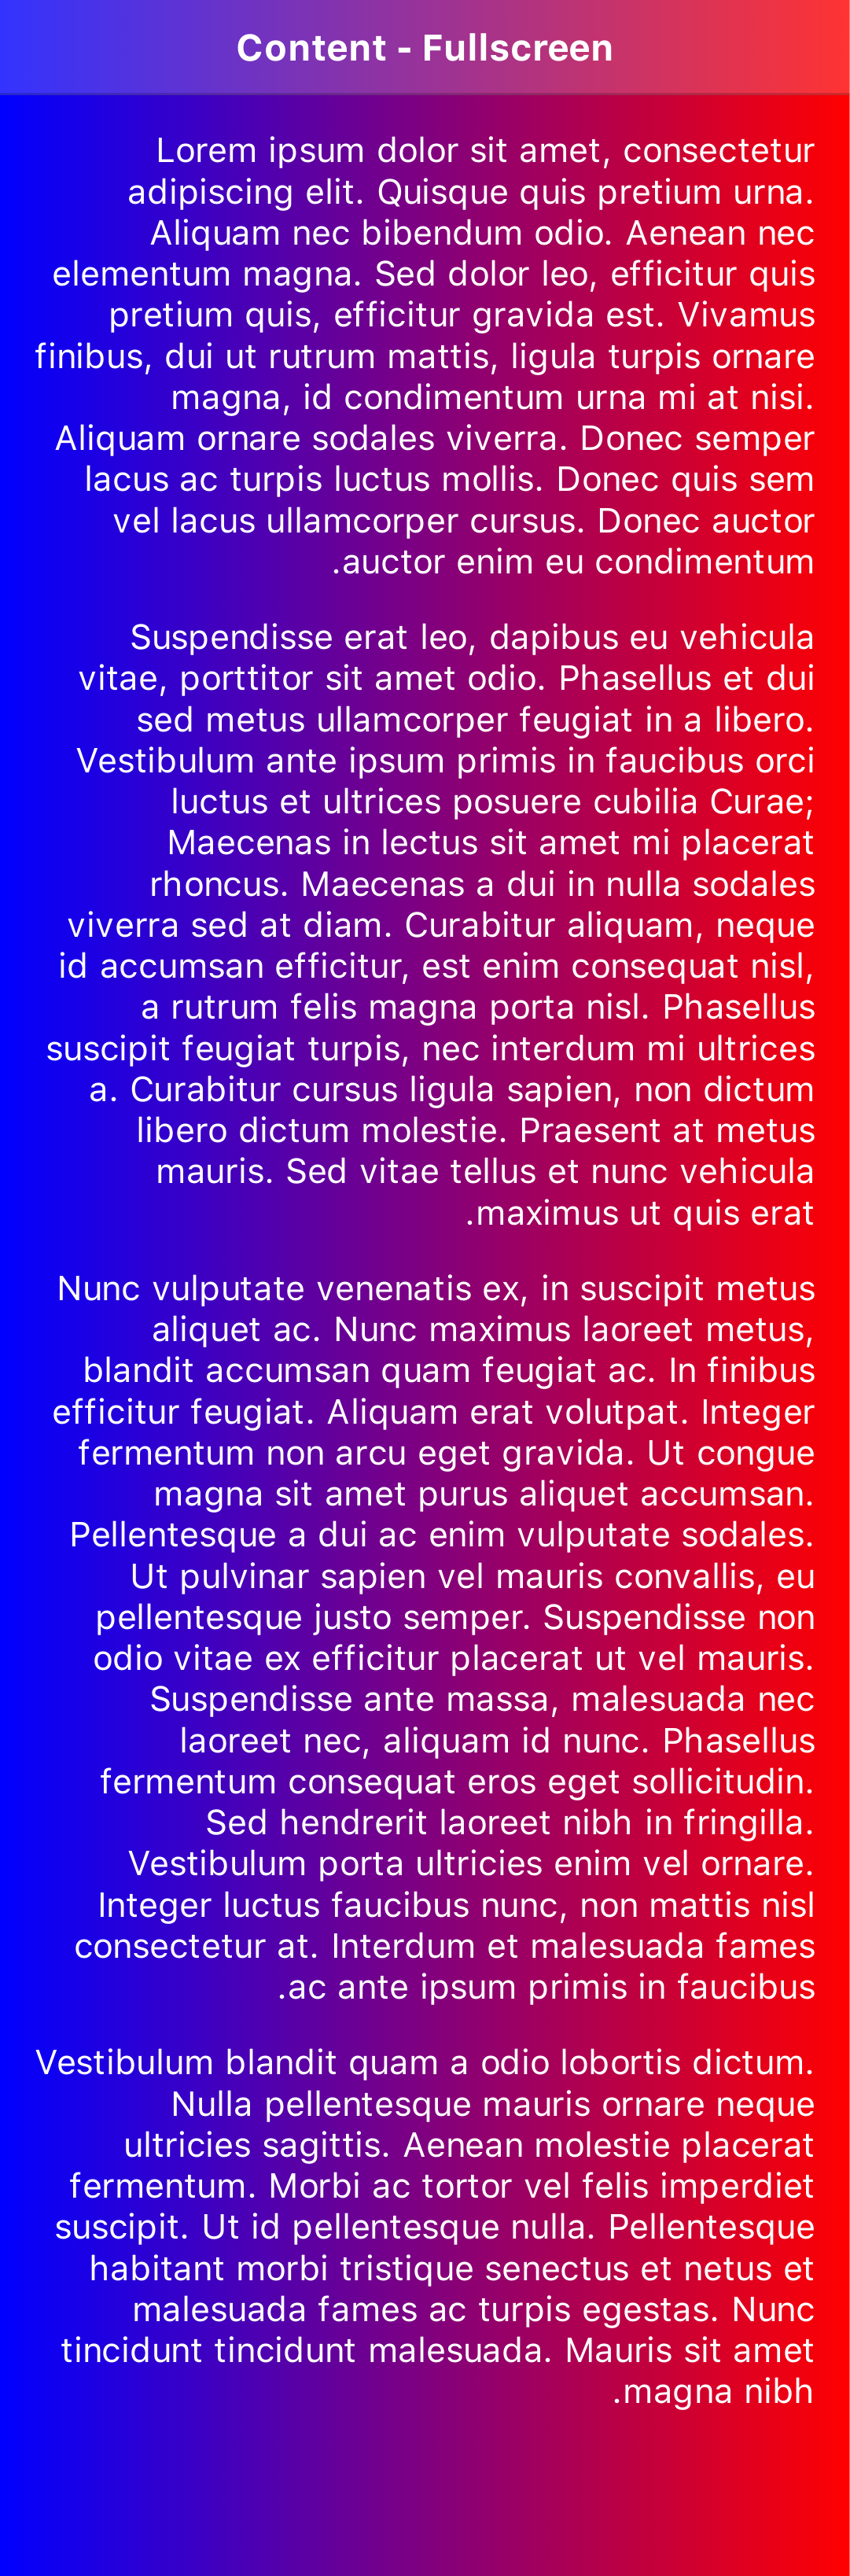 Content - Fullscreen
Lorem ipsum dolor sit amet, consectetur
adipiscing elit. Quisque quis pretium urna.
Aliquam nec bibendum odio. Aenean nec
elementum magna. Sed dolor leo, efficitur quis
pretium quis, efficitur gravida est. Vivamus
finibus, dui ut rutrum mattis, ligula turpis ornare
magna, id condimentum urna mi at nisi.
Aliquam ornare sodales viverra. Donec semper
lacus ac turpis luctus mollis. Donec quis sem
vel lacus ullamcorper cursus. Donec auctor
.auctor enim eu condimentum
Suspendisse erat leo, dapibus eu vehicula
vitae, porttitor sit amet odio. Phasellus et dui
sed metus ullamcorper feugiat in a libero.
Vestibulum ante ipsum primis in faucibus orci
luctus et ultrices posuere cubilia Curae;
Maecenas in lectus sit amet mi placerat
rhoncus. Maecenas a dui in nulla sodales
viverra sed at diam. Curabitur aliquam, neque
id accumsan efficitur, est enim consequat nisl,
a rutrum felis magna porta nisl. Phasellus
suscipit feugiat turpis, nec interdum mi ultrices
a. Curabitur cursus ligula sapien, non dictum
libero dictum molestie. Praesent at metus
mauris. Sed vitae tellus et nunc vehicula
.maximus ut quis erat
Nunc vulputate venenatis ex, in suscipit metus
aliquet ac. Nunc maximus laoreet metus,
blandit accumsan quam feugiat ac. In finibus
efficitur feugiat. Aliquam erat volutpat. Integer
fermentum non arcu eget gravida. Ut congue
magna sit amet purus aliquet accumsan.
Pellentesque a dui ac enim vulputate sodales.
Ut pulvinar sapien vel mauris convallis, eu
pellentesque justo semper. Suspendisse non
odio vitae ex efficitur placerat ut vel mauris.
Suspendisse ante massa, malesuada nec
laoreet nec, aliquam id nunc. Phasellus
fermentum consequat eros eget sollicitudin.
Sed hendrerit laoreet nibh in fringilla.
Vestibulum porta ultricies enim vel ornare.
Integer luctus faucibus nunc, non mattis nisl
consectetur at. Interdum et malesuada fames
.ac ante ipsum primis in faucibus
Vestibulum blandit quam a odio lobortis dictum.
Nulla pellentesque mauris ornare neque
ultricies sagittis. Aenean molestie placerat
fermentum. Morbi ac tortor vel felis imperdiet
suscipit. Ut id pellentesque nulla. Pellentesque
habitant morbi tristique senectus et netus et
malesuada fames ac turpis egestas. Nunc
tincidunt tincidunt malesuada. Mauris sit amet
.magna nibh